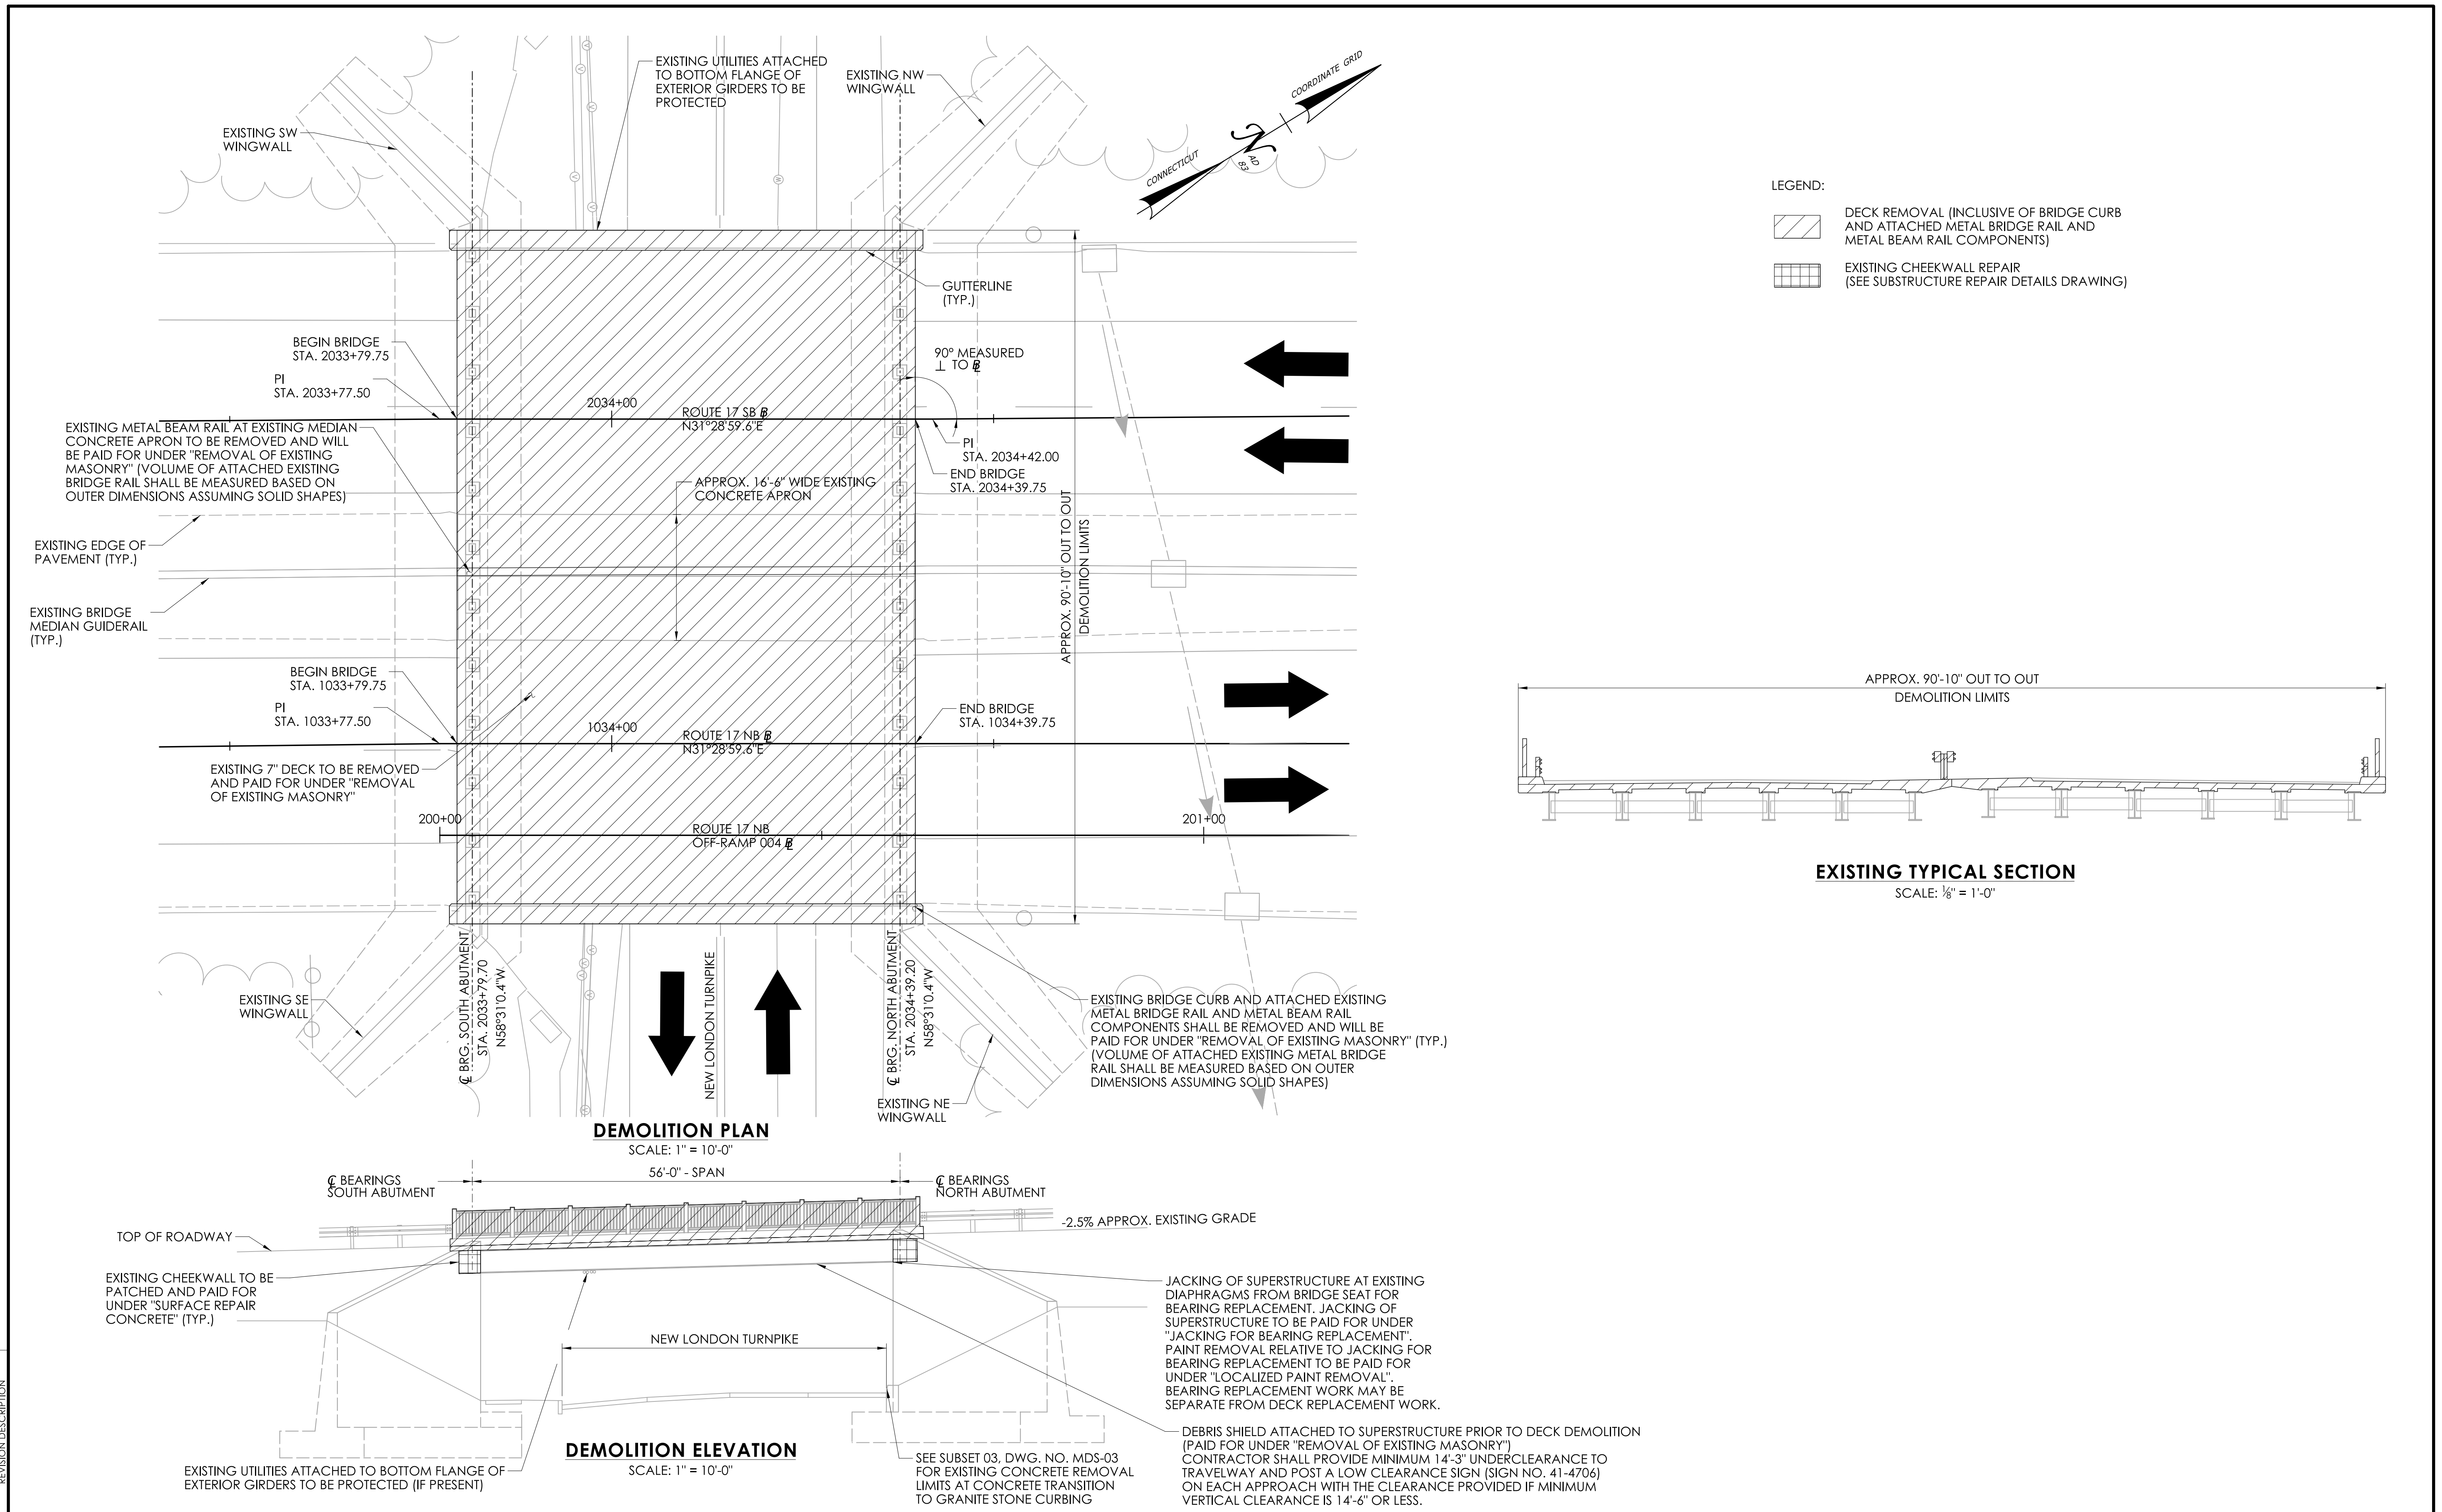 EXISTING UTILITIES ATTACHED
TO BOTTOM FLANGE OF
EXTERIOR GIRDERS TO BE
PROTECTED
EXISTING NW
WINGWALL
EXISTING SW
WINGWALL
COORDINATE GRID
N
AD
83
CONNECTICUT
LEGEND:
DECK REMOVAL (INCLUSIVE OF BRIDGE CURB
AND ATTACHED METAL BRIDGE RAIL AND
METAL BEAM RAIL COMPONENTS)
EXISTING CHEEKWALL REPAIR
(SEE SUBSTRUCTURE REPAIR DETAILS DRAWING)
GUTTERLINE
(TYP.)
BEGIN BRIDGE
STA. 2033+79.75
PI
STA. 2033+77.50
90° MEASURED
⊥ TO BL
2034+00
ROUTE 17 SB BL
N31°28'59.6"E
EXISTING METAL BEAM RAIL AT EXISTING MEDIAN
CONCRETE APRON TO BE REMOVED AND WILL
BE PAID FOR UNDER "REMOVAL OF EXISTING
MASONRY" (VOLUME OF ATTACHED EXISTING
BRIDGE RAIL SHALL BE MEASURED BASED ON
OUTER DIMENSIONS ASSUMING SOLID SHAPES)
PI
STA. 2034+42.00
END BRIDGE
STA. 2034+39.75
APPROX. 16'-6" WIDE EXISTING
CONCRETE APRON
APPROX. 90'-10" OUT TO OUT
DEMOLITION LIMITS
EXISTING EDGE OF
PAVEMENT (TYP.)
EXISTING BRIDGE
MEDIAN GUIDERAIL
(TYP.)
BEGIN BRIDGE
STA. 1033+79.75
PI
STA. 1033+77.50
END BRIDGE
STA. 1034+39.75
1034+00
ROUTE 17 NB BL
N31°28'59.6"E
EXISTING 7" DECK TO BE REMOVED
AND PAID FOR UNDER "REMOVAL
OF EXISTING MASONRY"
200+00
ROUTE 17 NB
OFF-RAMP 004 BL
201+00
APPROX. 90'-10" OUT TO OUT
DEMOLITION LIMITS
EXISTING TYPICAL SECTION
SCALE: ⅛" = 1'-0"
EXISTING SE
WINGWALL
℄ BRG. SOUTH ABUTMENT
STA. 2033+79.70
N58°31'0.4"W
NEW LONDON TURNPIKE
℄ BRG. NORTH ABUTMENT
STA. 2034+39.20
N58°31'0.4"W
EXISTING BRIDGE CURB AND ATTACHED EXISTING
METAL BRIDGE RAIL AND METAL BEAM RAIL
COMPONENTS SHALL BE REMOVED AND WILL BE
PAID FOR UNDER "REMOVAL OF EXISTING MASONRY" (TYP.)
(VOLUME OF ATTACHED EXISTING METAL BRIDGE
RAIL SHALL BE MEASURED BASED ON OUTER
DIMENSIONS ASSUMING SOLID SHAPES)
EXISTING NE
WINGWALL
DEMOLITION PLAN
SCALE: 1" = 10'-0"
56'-0" - SPAN
℄ BEARINGS
SOUTH ABUTMENT
℄ BEARINGS
NORTH ABUTMENT
TOP OF ROADWAY
-2.5% APPROX. EXISTING GRADE
EXISTING CHEEKWALL TO BE
PATCHED AND PAID FOR
UNDER "SURFACE REPAIR
CONCRETE" (TYP.)
JACKING OF SUPERSTRUCTURE AT EXISTING
DIAPHRAGMS FROM BRIDGE SEAT FOR
BEARING REPLACEMENT. JACKING OF
SUPERSTRUCTURE TO BE PAID FOR UNDER
"JACKING FOR BEARING REPLACEMENT".
PAINT REMOVAL RELATIVE TO JACKING FOR
BEARING REPLACEMENT TO BE PAID FOR
UNDER "LOCALIZED PAINT REMOVAL".
BEARING REPLACEMENT WORK MAY BE
SEPARATE FROM DECK REPLACEMENT WORK.
NEW LONDON TURNPIKE
DEMOLITION ELEVATION
SCALE: 1" = 10'-0"
EXISTING UTILITIES ATTACHED TO BOTTOM FLANGE OF
EXTERIOR GIRDERS TO BE PROTECTED (IF PRESENT)
SEE SUBSET 03, DWG. NO. MDS-03
FOR EXISTING CONCRETE REMOVAL
LIMITS AT CONCRETE TRANSITION
TO GRANITE STONE CURBING
DEBRIS SHIELD ATTACHED TO SUPERSTRUCTURE PRIOR TO DECK DEMOLITION
(PAID FOR UNDER "REMOVAL OF EXISTING MASONRY")
CONTRACTOR SHALL PROVIDE MINIMUM 14'-3" UNDERCLEARANCE TO
TRAVELWAY AND POST A LOW CLEARANCE SIGN (SIGN NO. 41-4706)
ON EACH APPROACH WITH THE CLEARANCE PROVIDED IF MINIMUM
VERTICAL CLEARANCE IS 14'-6" OR LESS.
REVISION DESCRIPTION